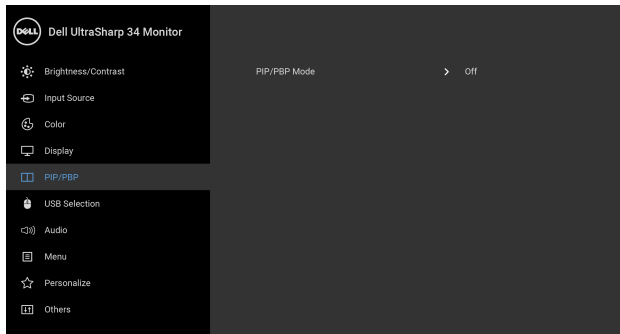 DELL Dell UltraSharp 34 Monitor
Brightness/Contrast
PIP/PBP Mode Off
Input Source
Color
Display
PIP/PBP
USB Selection
Audio
Menu
Personalize
Others